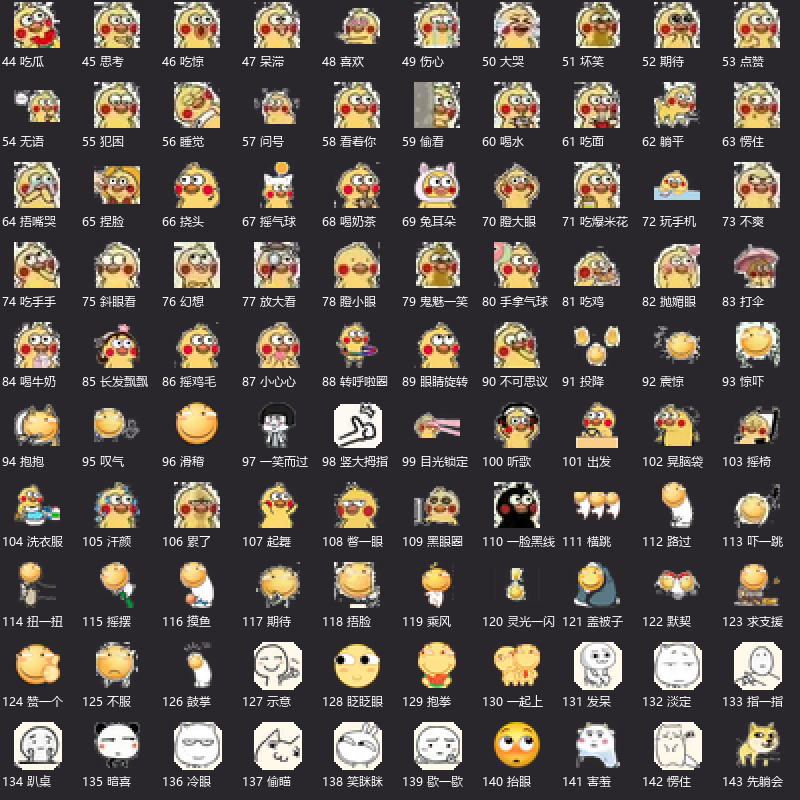 44 吃瓜 45 思考 46 吃惊 47 呆滞 48 喜欢 49 伤心 50 大哭 51 坏笑 52 期待 53 点赞
54 无语 55 犯困 56 睡觉 57 问号 58 看着你 59 偷看 60 喝水 61 吃面 62 躺平 63 愣住
64 捂嘴哭 65 捏脸 66 挠头 67 摇气球 68 喝奶茶 69 兔耳朵 70 瞪大眼 71 吃爆米花 72 玩手机 73 不爽
74 吃手手 75 斜眼看 76 幻想 77 放大看 78 瞪小眼 79 鬼魅一笑 80 手拿气球 81 吃鸡 82 抛媚眼 83 打伞
84 喝牛奶 85 长发飘飘 86 摇鸡毛 87 小心心 88 转呼啦圈 89 眼睛旋转 90 不可思议 91 投降 92 震惊 93 惊吓
94 抱抱 95 叹气 96 滑稽 97 一笑而过 98 竖大拇指 99 目光锁定 100 听歌 101 出发 102 晃脑袋 103 摇椅
104 洗衣服 105 汗颜 106 累了 107 起舞 108 瞥一眼 109 黑眼圈 110 一脸黑线 111 横跳 112 路过 113 吓一跳
114 扭一扭 115 摇摆 116 摸鱼 117 期待 118 捂脸 119 乘风 120 灵光一闪 121 盖被子 122 默契 123 求支援
124 赞一个 125 不服 126 鼓掌 127 示意 128 眨眨眼 129 抱拳 130 一起上 131 发呆 132 淡定 133 指一指
134 趴桌 135 暗喜 136 冷眼 137 偷瞄 138 笑眯眯 139 歇一歇 140 抬眼 141 害羞 142 愣住 143 先躺会